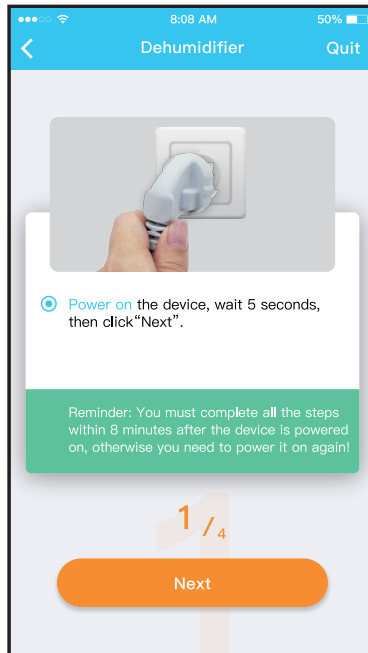 8:08 AM
50%
Dehumidifier
Quit
Power on the device, wait 5 seconds,
then click“Next”.
Reminder: You must complete all the steps
within 8 minutes after the device is powered
on, otherwise you need to power it on again!
1
1 / 4
Next